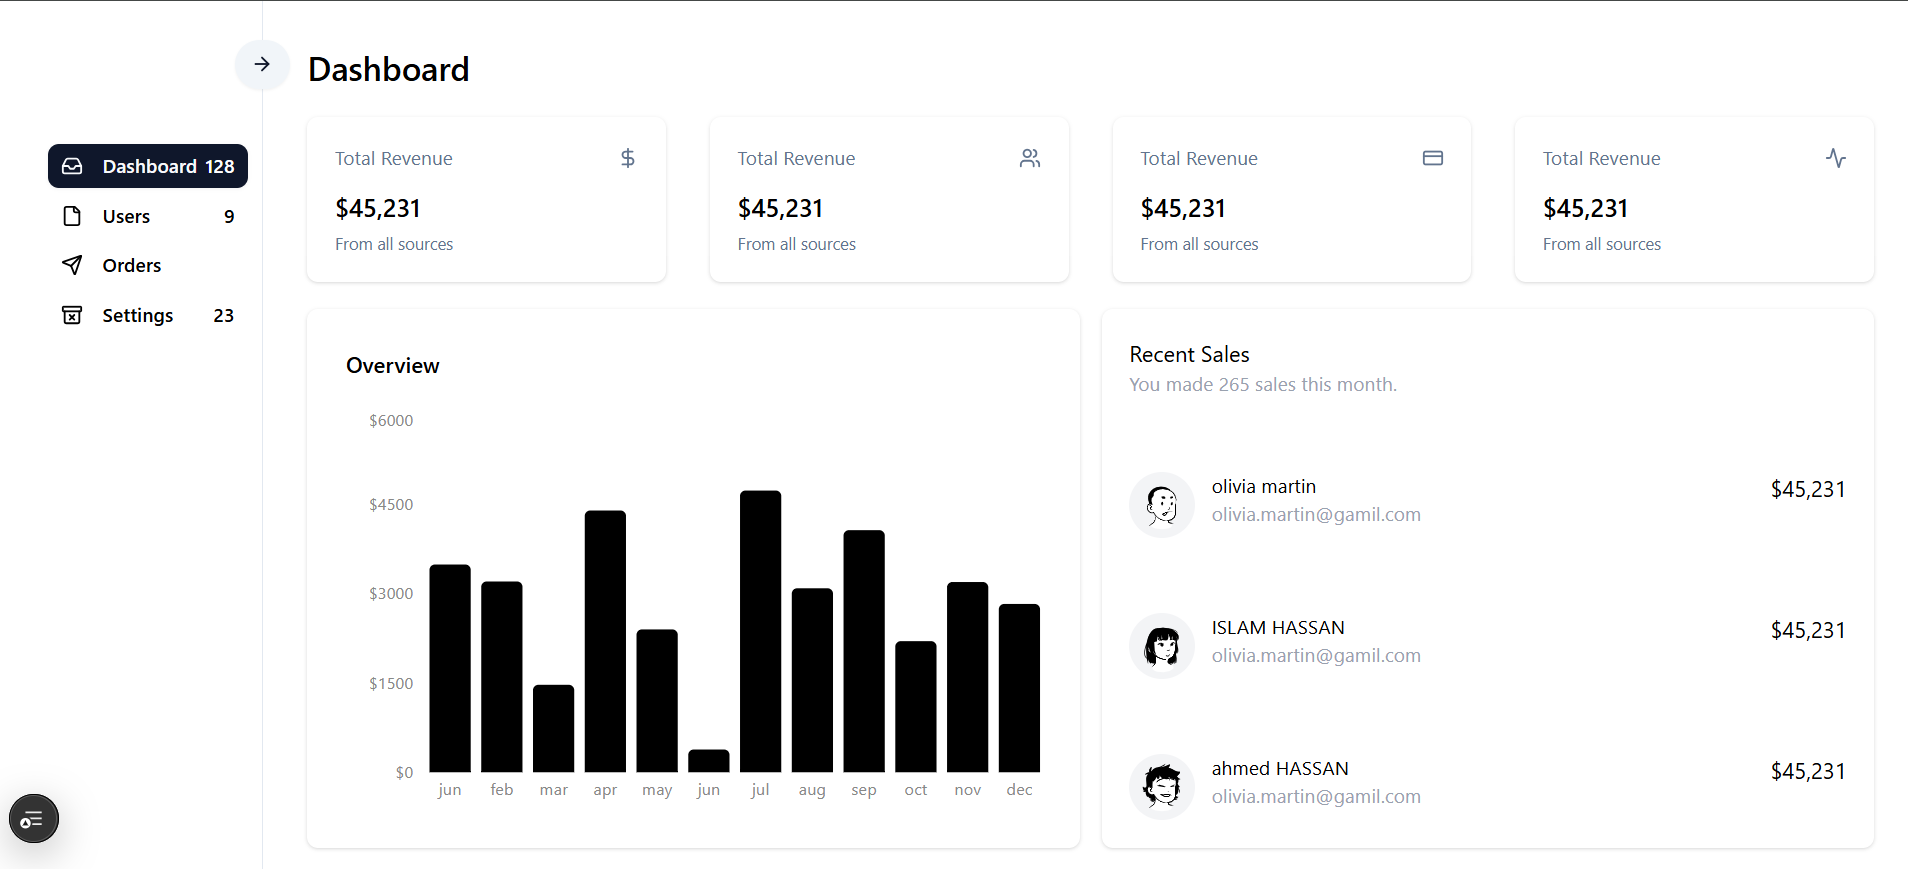 Dashboard
Dashboard 128
Users 9
Orders
Settings 23
Total Revenue
$45,231
From all sources
Total Revenue
$45,231
From all sources
Total Revenue
$45,231
From all sources
Total Revenue
$45,231
From all sources
Overview
$6000
$4500
$3000
$1500
$0
jun feb mar apr may jun jul aug sep oct nov dec
Recent Sales
You made 265 sales this month.
olivia martin
olivia.martin@gamil.com
$45,231
ISLAM HASSAN
olivia.martin@gamil.com
$45,231
ahmed HASSAN
olivia.martin@gamil.com
$45,231